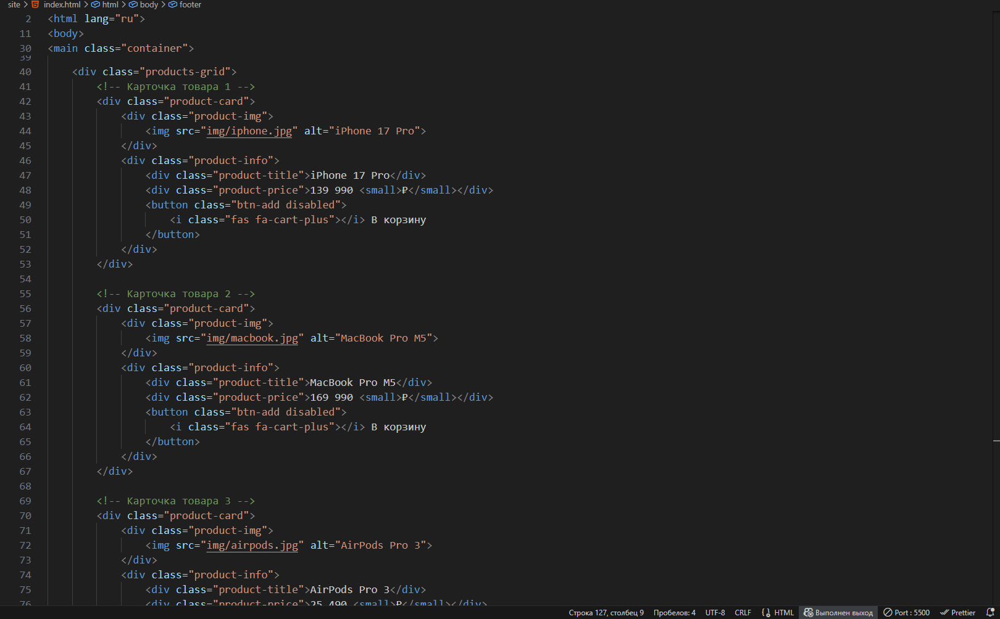 site > index.html > html > body > footer
2 <html lang="ru">
11 <body>
30 <main class="container">
39
40 <div class="products-grid">
41 <!-- Карточка товара 1 -->
42 <div class="product-card">
43 <div class="product-img">
44 <img src="img/iphone.jpg" alt="iPhone 17 Pro">
45 </div>
46 <div class="product-info">
47 <div class="product-title">iPhone 17 Pro</div>
48 <div class="product-price">139 990 <small>₽</small></div>
49 <button class="btn-add disabled">
50 <i class="fas fa-cart-plus"></i> В корзину
51 </button>
52 </div>
53 </div>
54
55 <!-- Карточка товара 2 -->
56 <div class="product-card">
57 <div class="product-img">
58 <img src="img/macbook.jpg" alt="MacBook Pro M5">
59 </div>
60 <div class="product-info">
61 <div class="product-title">MacBook Pro M5</div>
62 <div class="product-price">169 990 <small>₽</small></div>
63 <button class="btn-add disabled">
64 <i class="fas fa-cart-plus"></i> В корзину
65 </button>
66 </div>
67 </div>
68
69 <!-- Карточка товара 3 -->
70 <div class="product-card">
71 <div class="product-img">
72 <img src="img/airpods.jpg" alt="AirPods Pro 3">
73 </div>
74 <div class="product-info">
75 <div class="product-title">AirPods Pro 3</div>
76 <div class="product-price">25 490 <small>₽</small></div>
Строка 127, столбец 9 Пробелов: 4 UTF-8 CRLF {} HTML Выполнен выход Port : 5500 Prettier